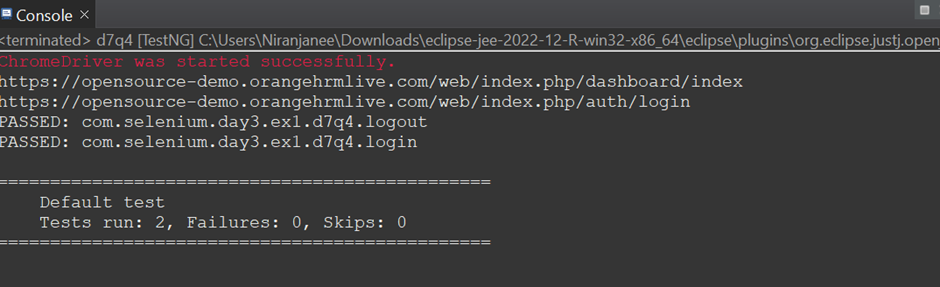 Console
<terminated> d7q4 [TestNG] C:\Users\Niranjanee\Downloads\eclipse-jee-2022-12-R-win32-x86_64\eclipse\plugins\org.eclipse.justj.open
ChromeDriver was started successfully.
https://opensource-demo.orangehrmlive.com/web/index.php/dashboard/index
https://opensource-demo.orangehrmlive.com/web/index.php/auth/login
PASSED: com.selenium.day3.ex1.d7q4.logout
PASSED: com.selenium.day3.ex1.d7q4.login
===============================================
Default test
Tests run: 2, Failures: 0, Skips: 0
===============================================